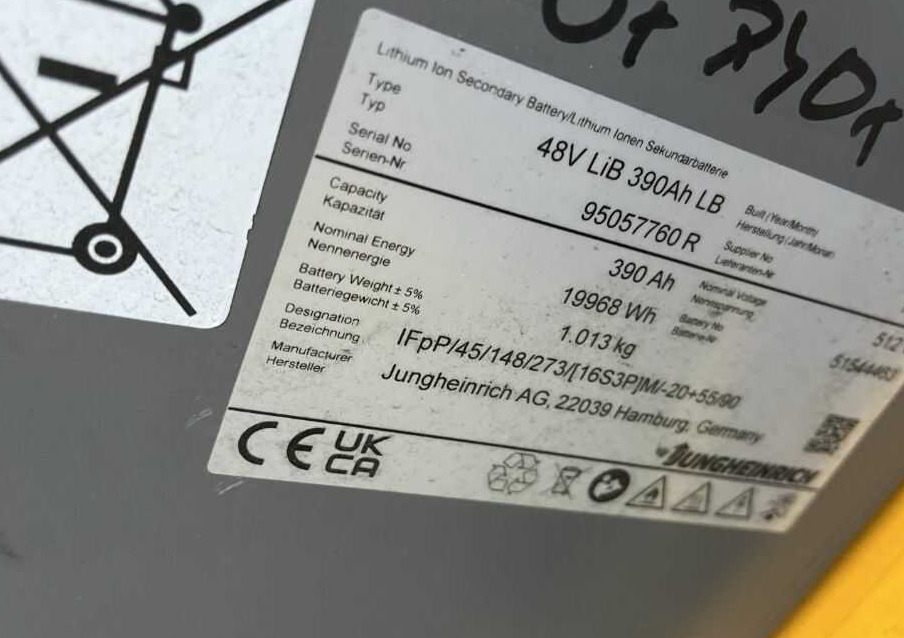 Lithium Ion Secondary Battery/Lithium Ionen Sekundärbatterie
Type
Typ
48V LiB 390Ah LB
Built (Year/Month)
Herstellung (Jahr/Monat)
Serial No
Serien-Nr
95057760 R
Supplier No
Lieferanten-Nr
Capacity
Kapazität
390 Ah
Nominal Voltage
Nennspannung
Nominal Energy
Nennenergie
19968 Wh
Battery No
Batterie-Nr
Battery Weight ± 5%
Batteriegewicht ± 5%
1.013 kg
Designation
Bezeichnung
IFpP/45/148/273/[16S3P]M/-20+55/90
Manufacturer
Hersteller
Jungheinrich AG, 22039 Hamburg, Germany
JUNGHEINRICH
CE UK
CA